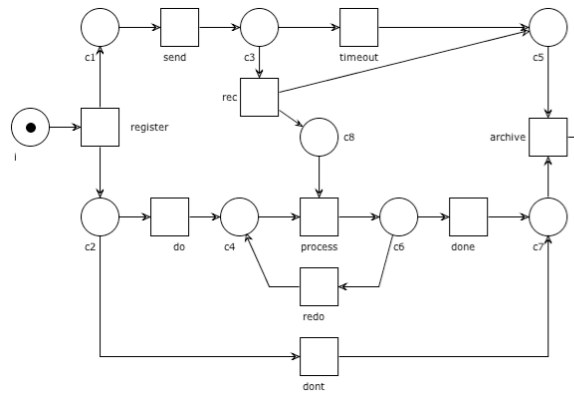 c1
send
c3
timeout
c5
rec
register
c8
archive
i
c2
do
c4
process
c6
done
c7
redo
dont